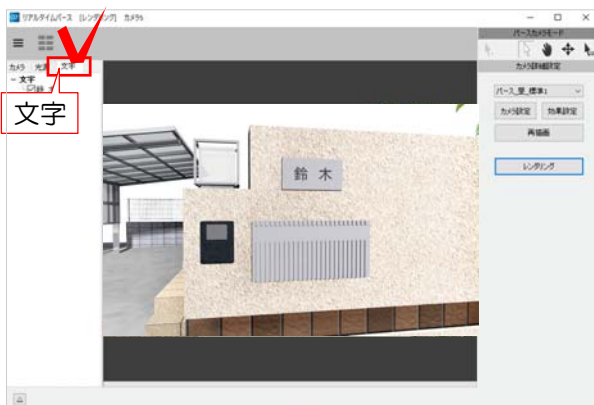 リアルタイムパース [レンダリング] カメラ5
パースカメラモード
カメラ 光源 文字
カメラ詳細設定
文字
文字
パース_昼_標準1
カメラ設定 効果設定
再描画
レンダリング
鈴 木